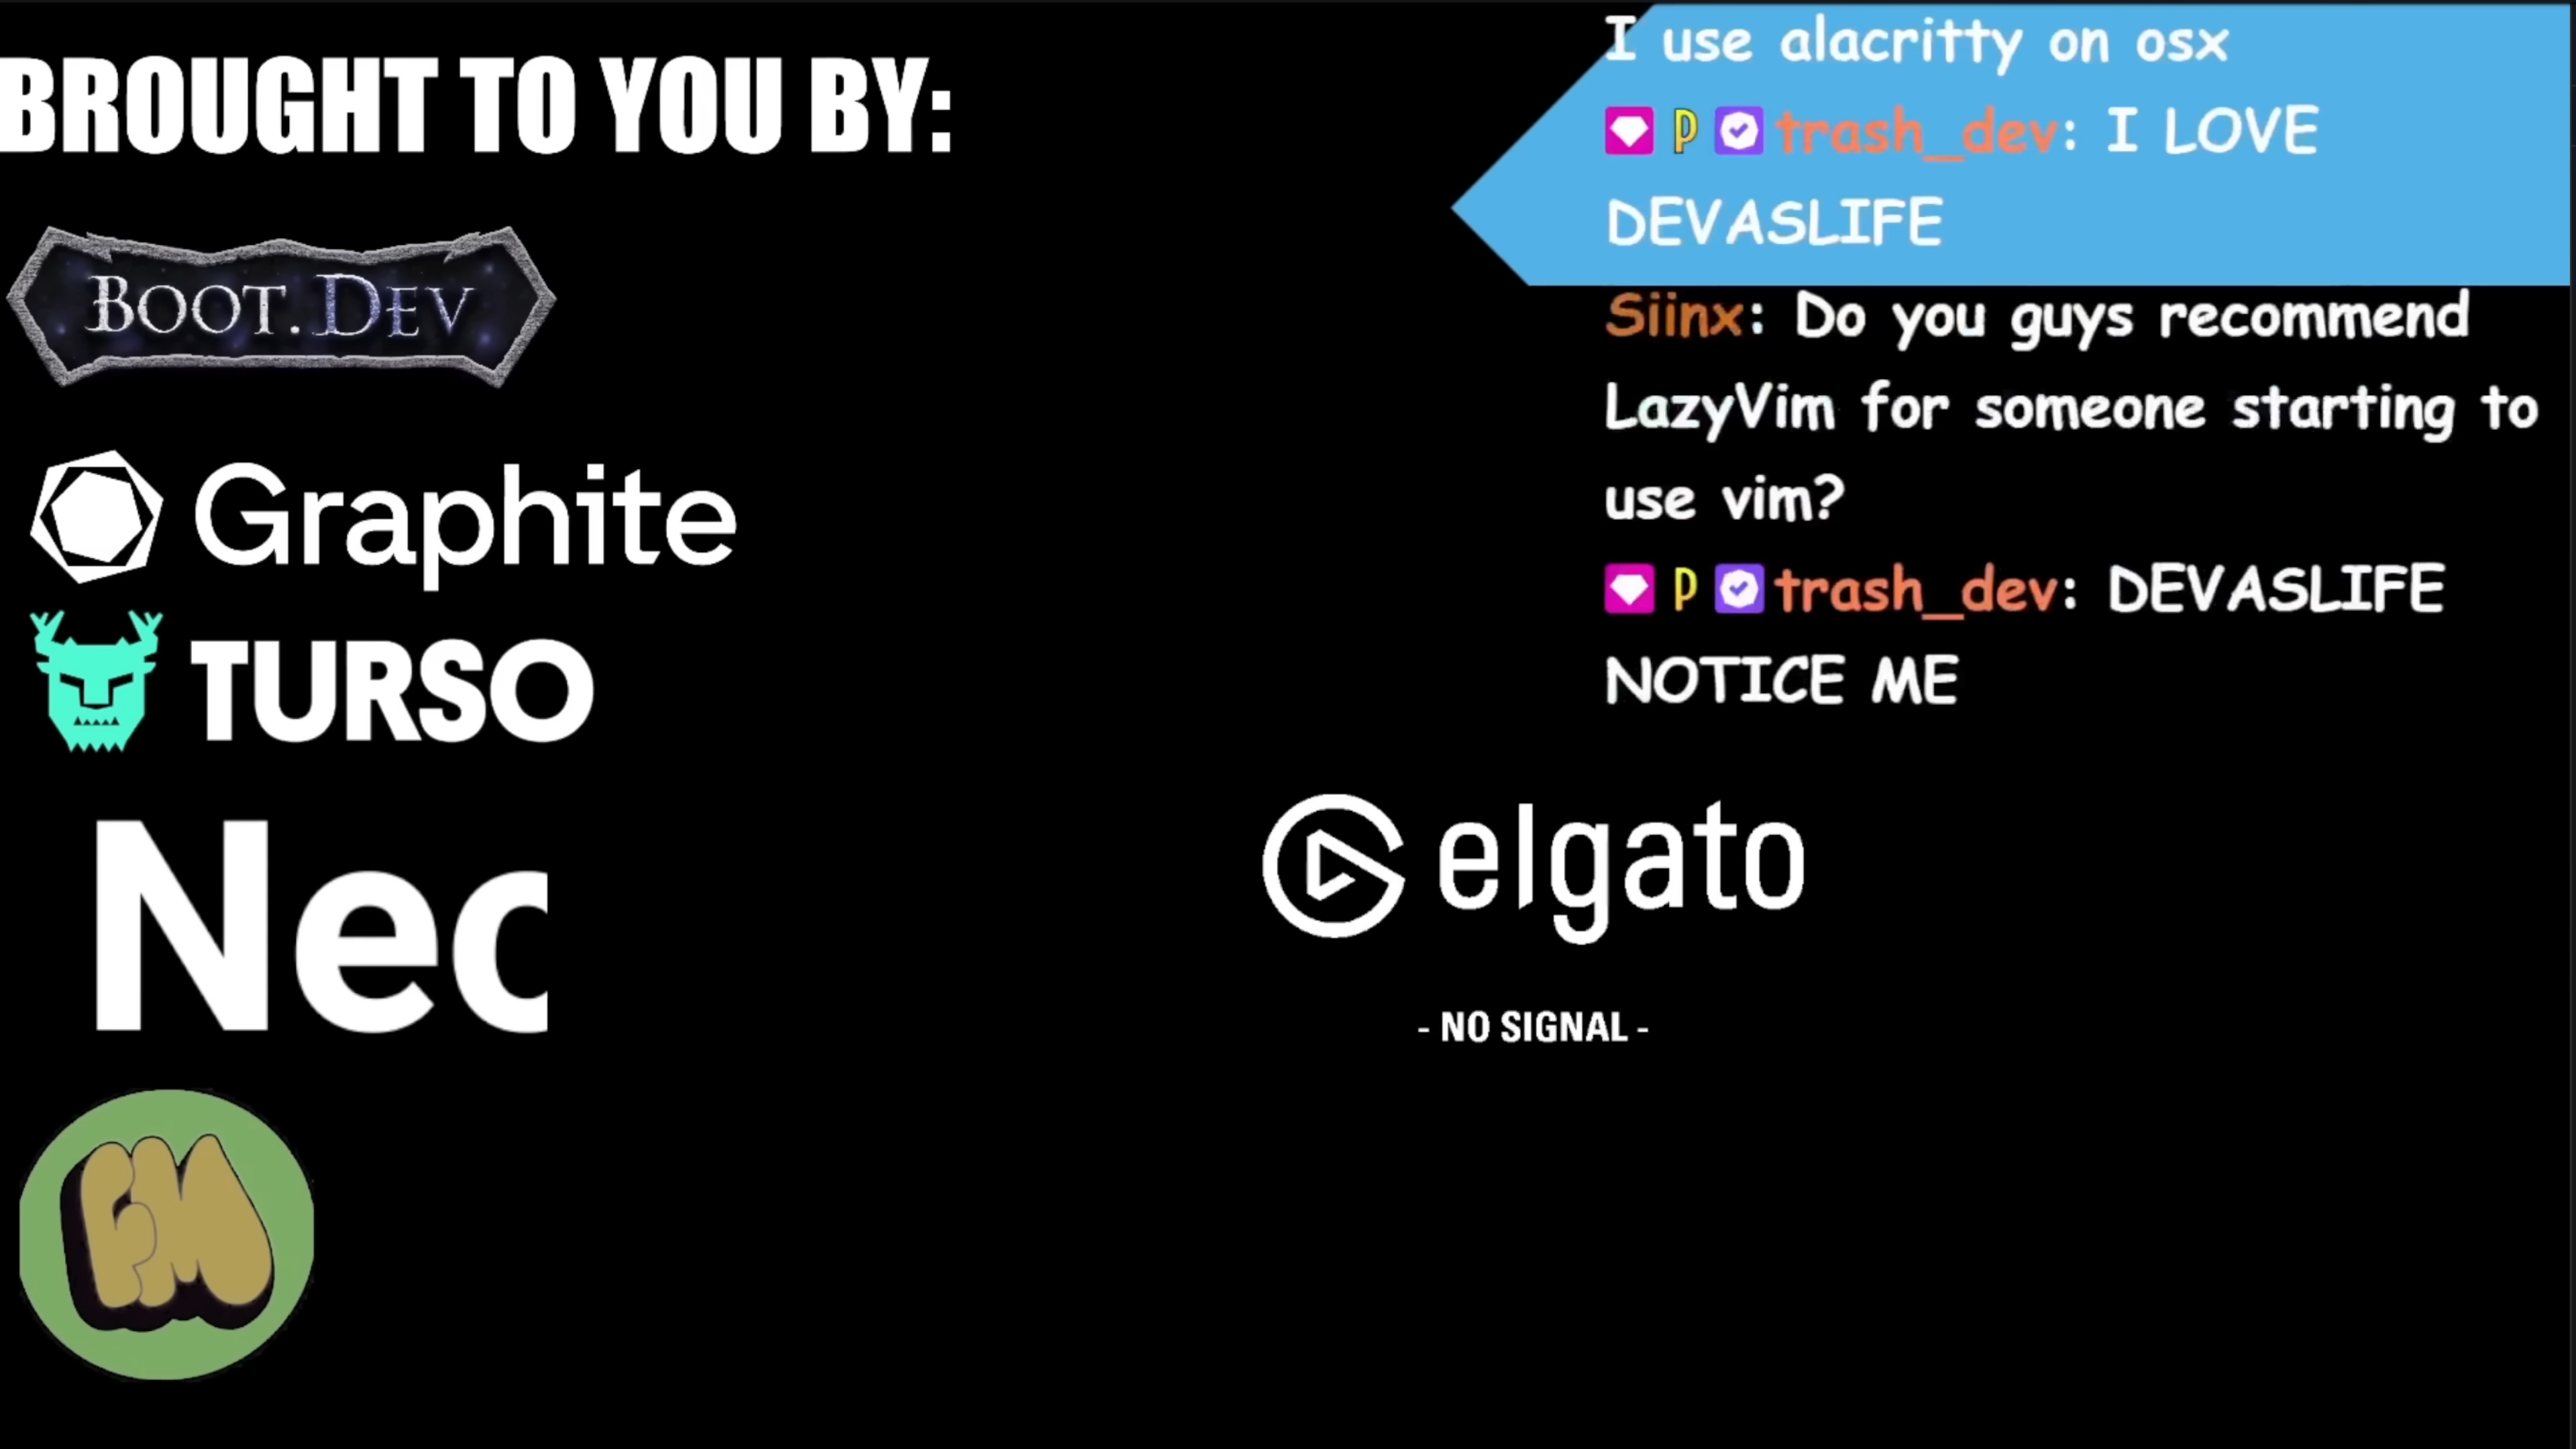 BROUGHT TO YOU BY:
BOOT.DEV
Graphite
TURSO
Nec
FM
I use alacritty on osx
P trash_dev: I LOVE
DEVASLIFE
Siinx: Do you guys recommend
LazyVim for someone starting to
use vim?
P trash_dev: DEVASLIFE
NOTICE ME
elgato
- NO SIGNAL -